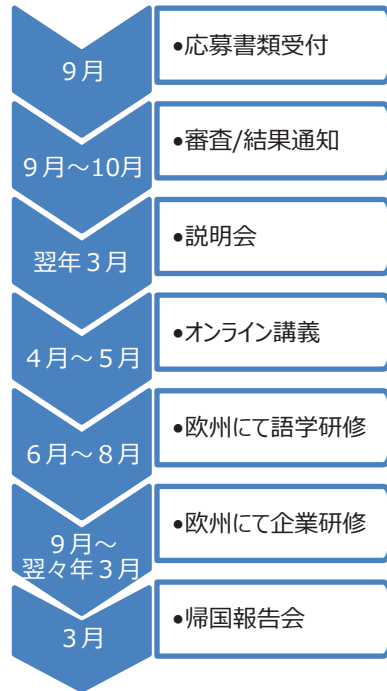 9月
•応募書類受付
9月～10月
•審査/結果通知
翌年３月
•説明会
４月～５月
•オンライン講義
６月～８月
•欧州にて語学研修
９月～
翌々年３月
•欧州にて企業研修
３月
•帰国報告会